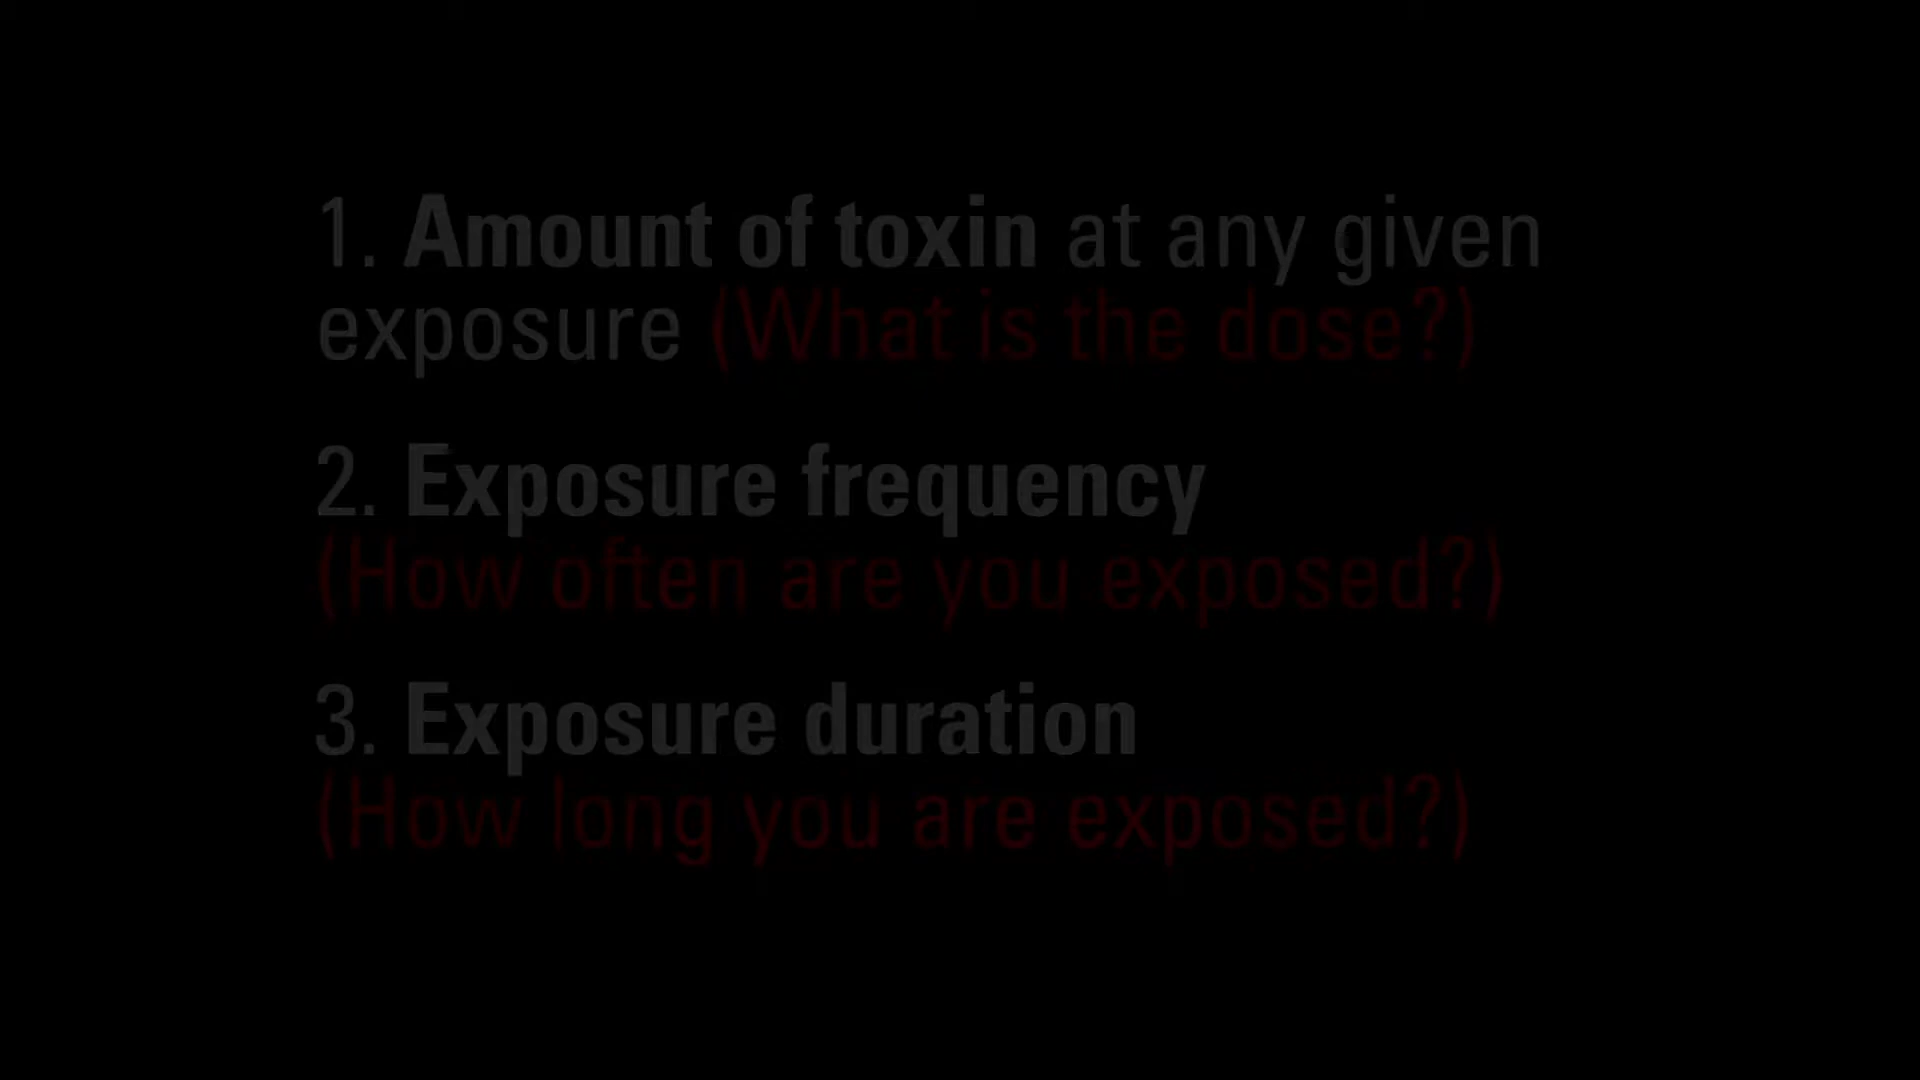 1. Amount of toxin at any given
exposure (What is the dose?)
2. Exposure frequency
(How often are you exposed?)
3. Exposure duration
(How long you are exposed?)